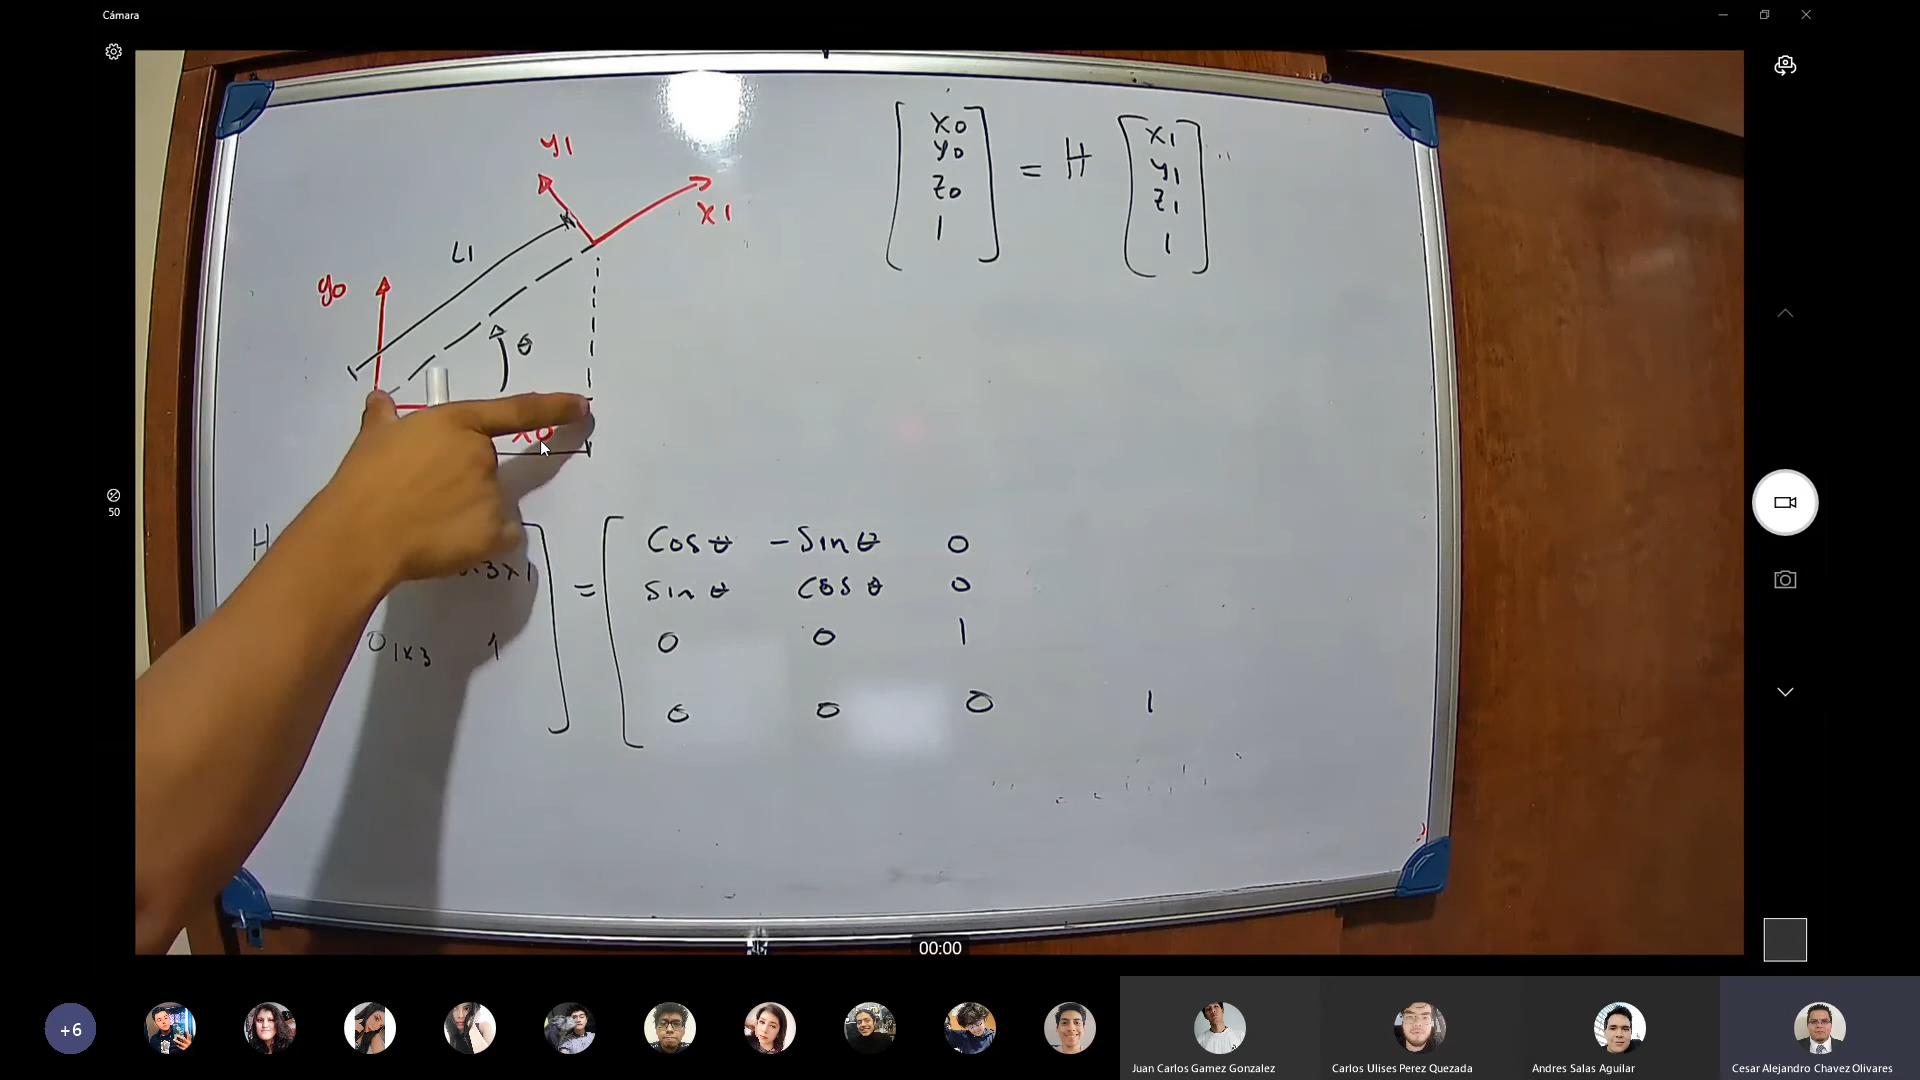 Cámara
50
y1
x1
L1
y0
θ
x0
[x0
y0
z0
1] = H [x1
y1
z1
1]
H
3x1
0 1x3 1
= [Cos θ -Sin θ 0
Sin θ Cos θ 0
0 0 1
0 0 0 1
00:00
+6
Juan Carlos Gamez Gonzalez
Carlos Ulises Perez Quezada
Andres Salas Aguilar
Cesar Alejandro Chavez Olivares